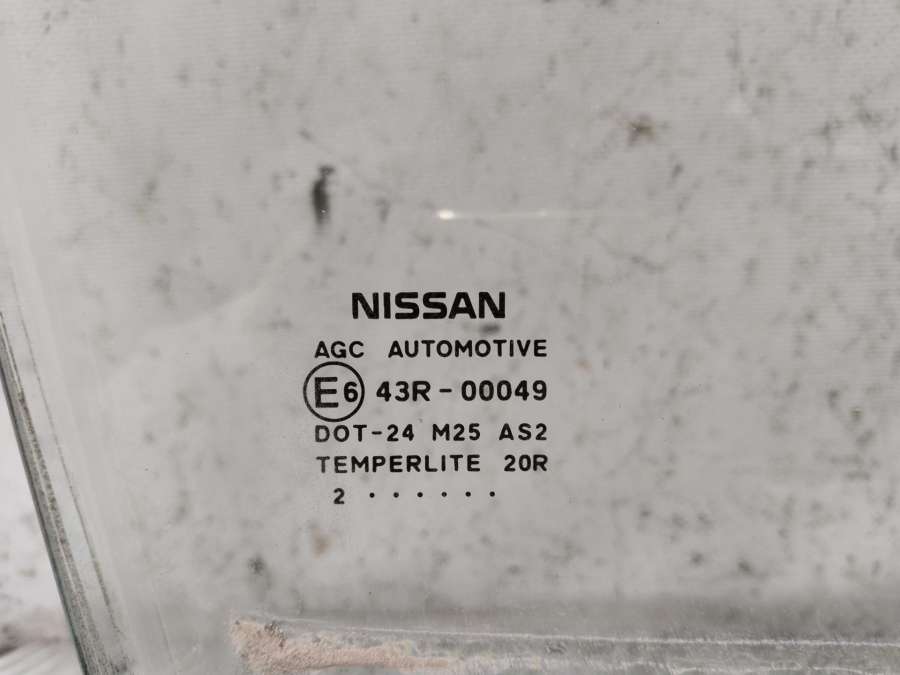 NISSAN
AGC AUTOMOTIVE
E6 43R-00049
DOT-24 M25 AS2
TEMPERLITE 20R
2 · · · · · ·